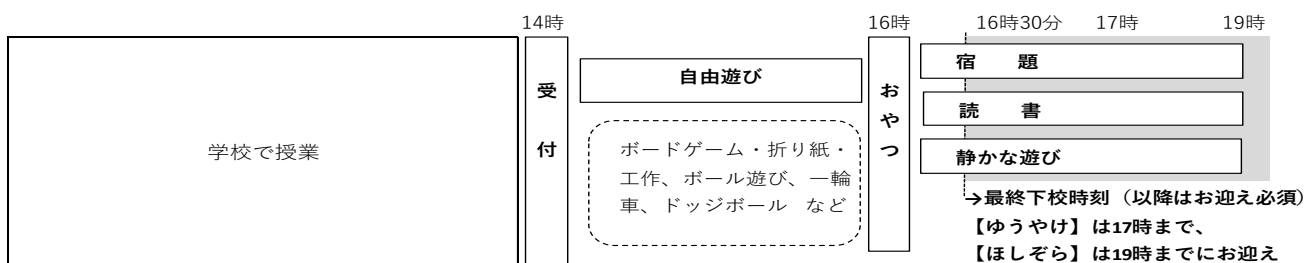 14時 16時 16時30分 17時 19時
学校で授業
受付
自由遊び
ボードゲーム・折り紙・
工作、ボール遊び、一輪
車、ドッジボール など
おやつ
宿 題
読 書
静かな遊び
→最終下校時刻（以降はお迎え必須）
【ゆうやけ】は17時まで、
【ほしぞら】は19時までにお迎え